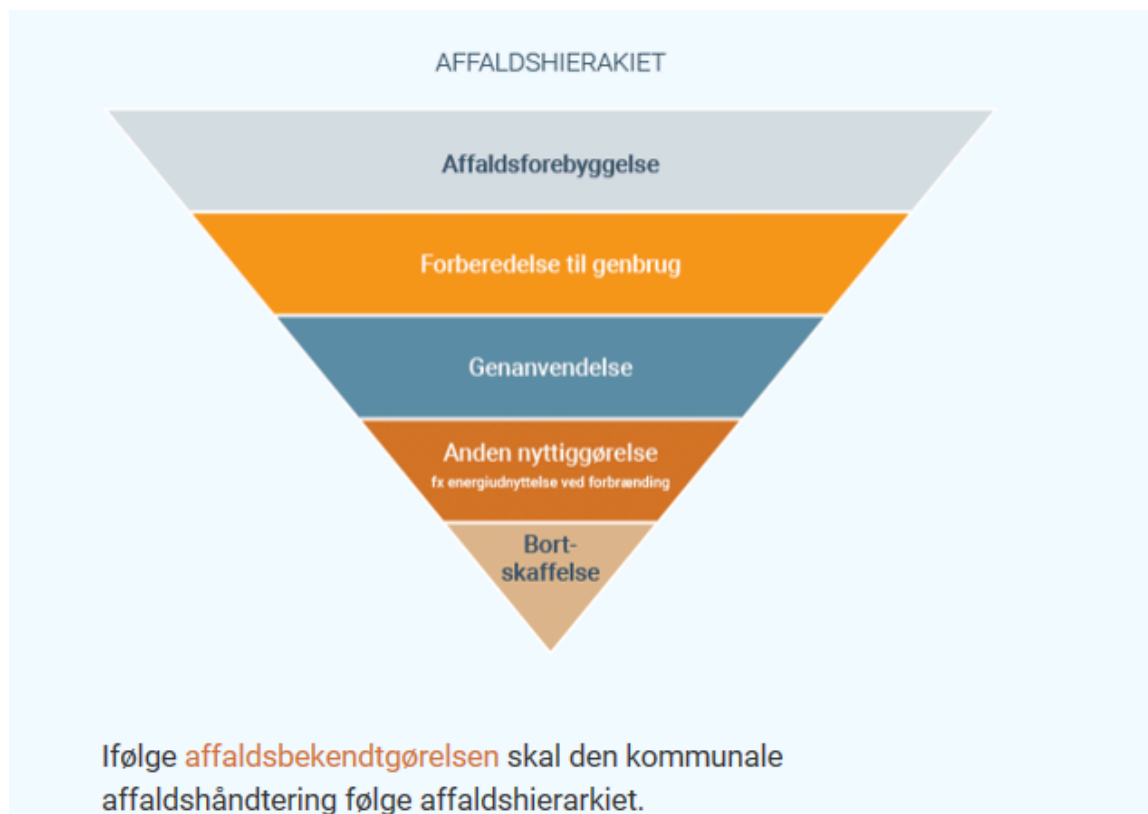 AFFALDSHIERAKIET
Affaldsforebyggelse
Forberedelse til genbrug
Genanvendelse
Anden nyttiggørelse
fx energiudnyttelse ved forbrænding
Bort-
skaffelse
Ifølge affaldsbekendtgørelsen skal den kommunale
affaldshåndtering følge affaldshierarkiet.